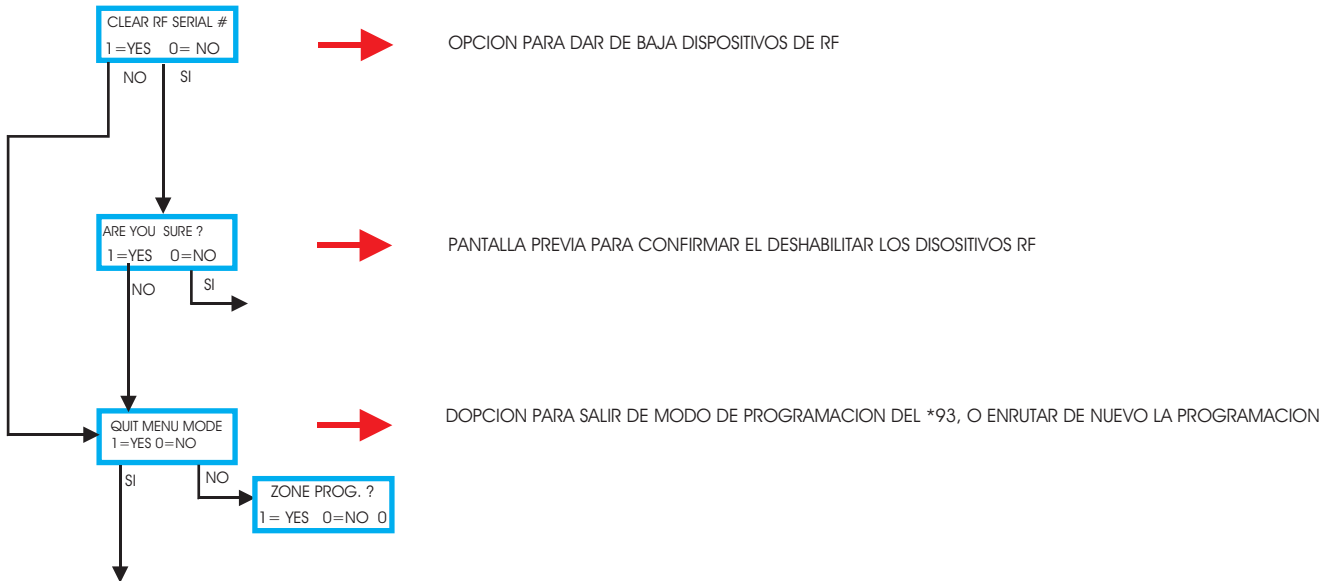 CLEAR RF SERIAL #
1=YES 0= NO
OPCION PARA DAR DE BAJA DISPOSITIVOS DE RF
NO SI
ARE YOU SURE ?
1=YES 0=NO
PANTALLA PREVIA PARA CONFIRMAR EL DESHABILITAR LOS DISOSITIVOS RF
NO SI
QUIT MENU MODE
1=YES 0=NO
DOPCION PARA SALIR DE MODO DE PROGRAMACION DEL *93, O ENRUTAR DE NUEVO LA PROGRAMACION
SI NO
ZONE PROG. ?
1= YES 0=NO 0